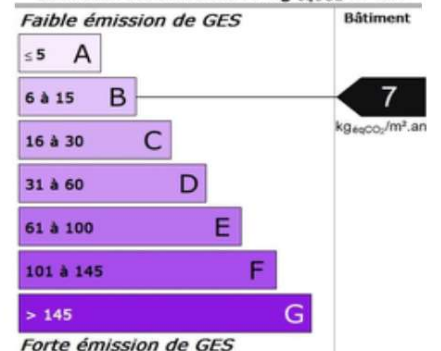 Faible émission de GES
Bâtiment
≤ 5 A
6 à 15 B
7
kgéqCO₂/m².an
16 à 30 C
31 à 60 D
61 à 100 E
101 à 145 F
> 145 G
Forte émission de GES